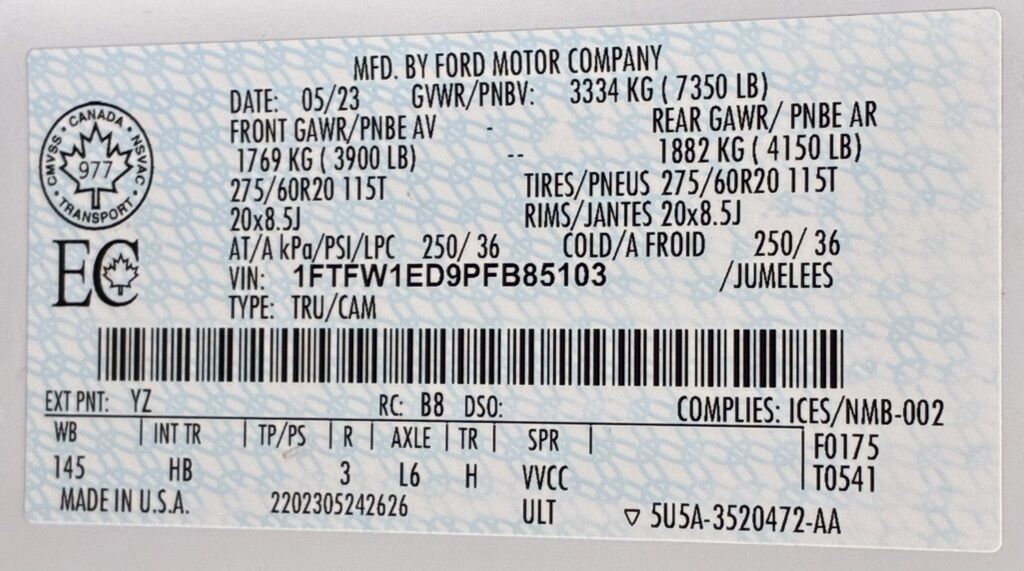 MFD. BY FORD MOTOR COMPANY
DATE: 05/23 GVWR/PNBV: 3334 KG ( 7350 LB)
FRONT GAWR/PNBE AV - REAR GAWR/ PNBE AR
1769 KG ( 3900 LB) -- 1882 KG ( 4150 LB)
275/60R20 115T TIRES/PNEUS 275/60R20 115T
20x8.5J RIMS/JANTES 20x8.5J
AT/A kPa/PSI/LPC 250/ 36 COLD/A FROID 250/ 36
VIN: 1FTFW1ED9PFB85103 /JUMELEES
TYPE: TRU/CAM
CANADA
CMVSS • NSVAC
977
TRANSPORT
EC
EXT PNT: YZ RC: B8 DSO: COMPLIES: ICES/NMB-002
WB | INT TR | TP/PS | R | AXLE | TR | SPR | F0175
145 HB 3 L6 H VVCC T0541
MADE IN U.S.A. 2202305242626 ULT ▽ 5U5A-3520472-AA